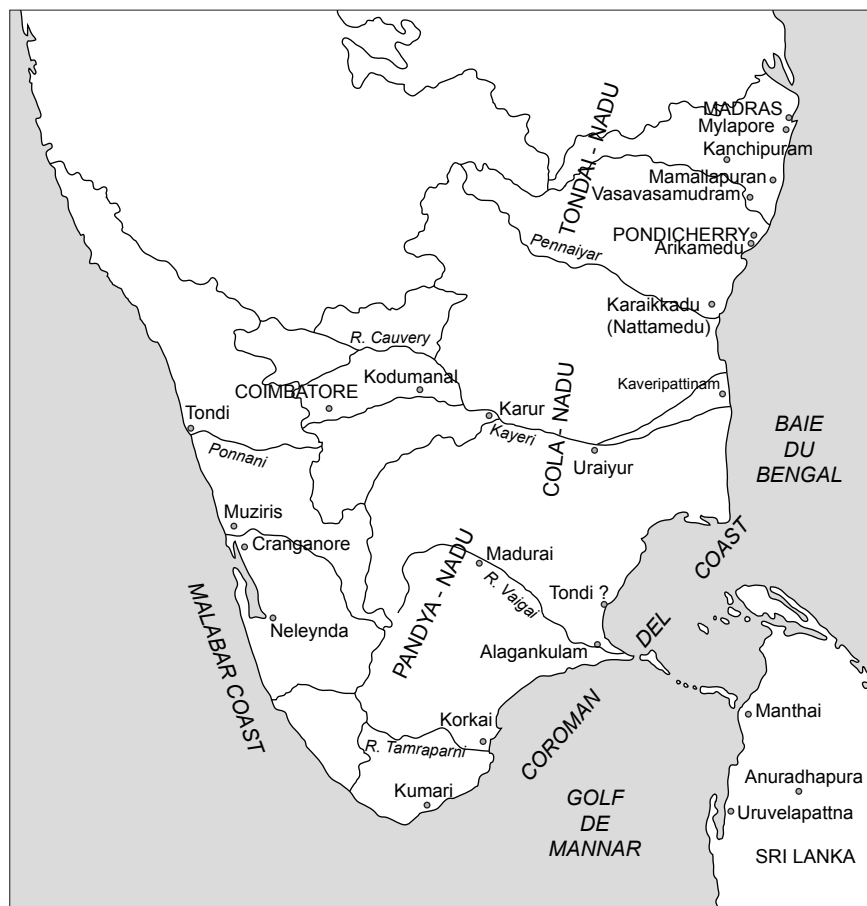 MADRAS
Mylapore
Kanchipuram
Mamallapuran
Vasavasamudram
TONDAI - NADU
PONDICHERRY
Arikamedu
Pennaiyar
Karaikkadu
(Nattamedu)
R. Cauvery
Kodumanal
COIMBATORE
Kaveripattinam
Karur
Tondi
Kayeri
COLA - NADU
Uraiyur
Ponnani
BAIE
DU
BENGAL
Muziris
Cranganore
Madurai
R. Vaigai
Tondi ?
PANDYA - NADU
Neleynda
Alagankulam
MALABAR COAST
COROMAN DEL COAST
Korkai
R. Tamraparni
Kumari
Manthai
Anuradhapura
Uruvelapattna
GOLF
DE
MANNAR
SRI LANKA